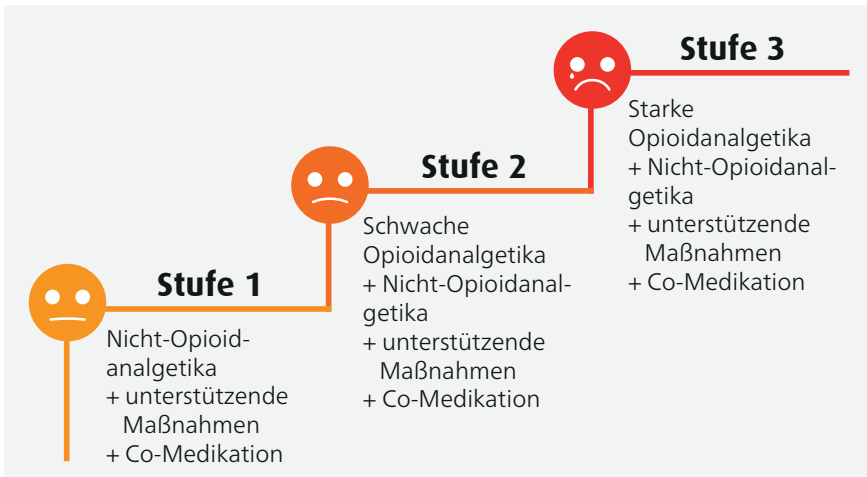 Stufe 1
Nicht-Opioid-
analgetika
+ unterstützende
Maßnahmen
+ Co-Medikation
Stufe 2
Schwache
Opioidanalgetika
+ Nicht-Opioidanal-
getika
+ unterstützende
Maßnahmen
+ Co-Medikation
Stufe 3
Starke
Opioidanalgetika
+ Nicht-Opioidanal-
getika
+ unterstützende
Maßnahmen
+ Co-Medikation